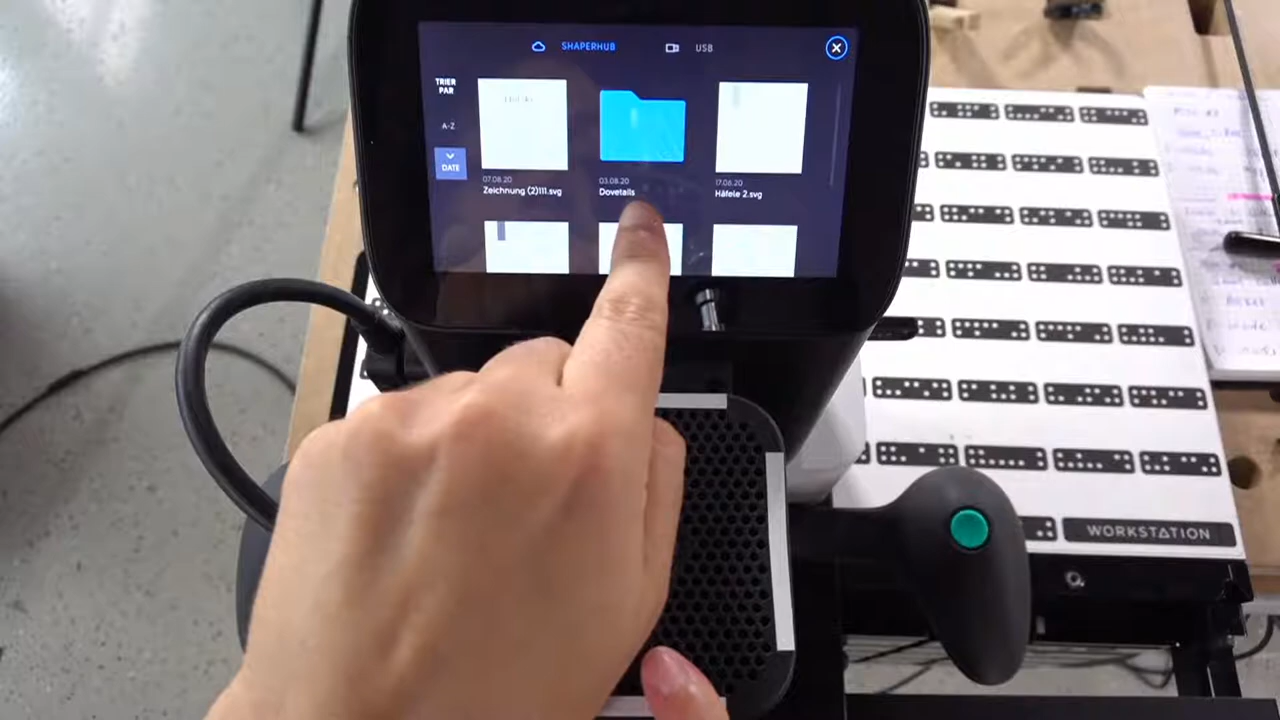 SHAPERHUB USB
TRIER
PAR
A-Z
DATE
07.08.20
Zeichnung (2)111.svg
03.08.20
Dovetails
17.06.20
Häfele 2.svg
WORKSTATION